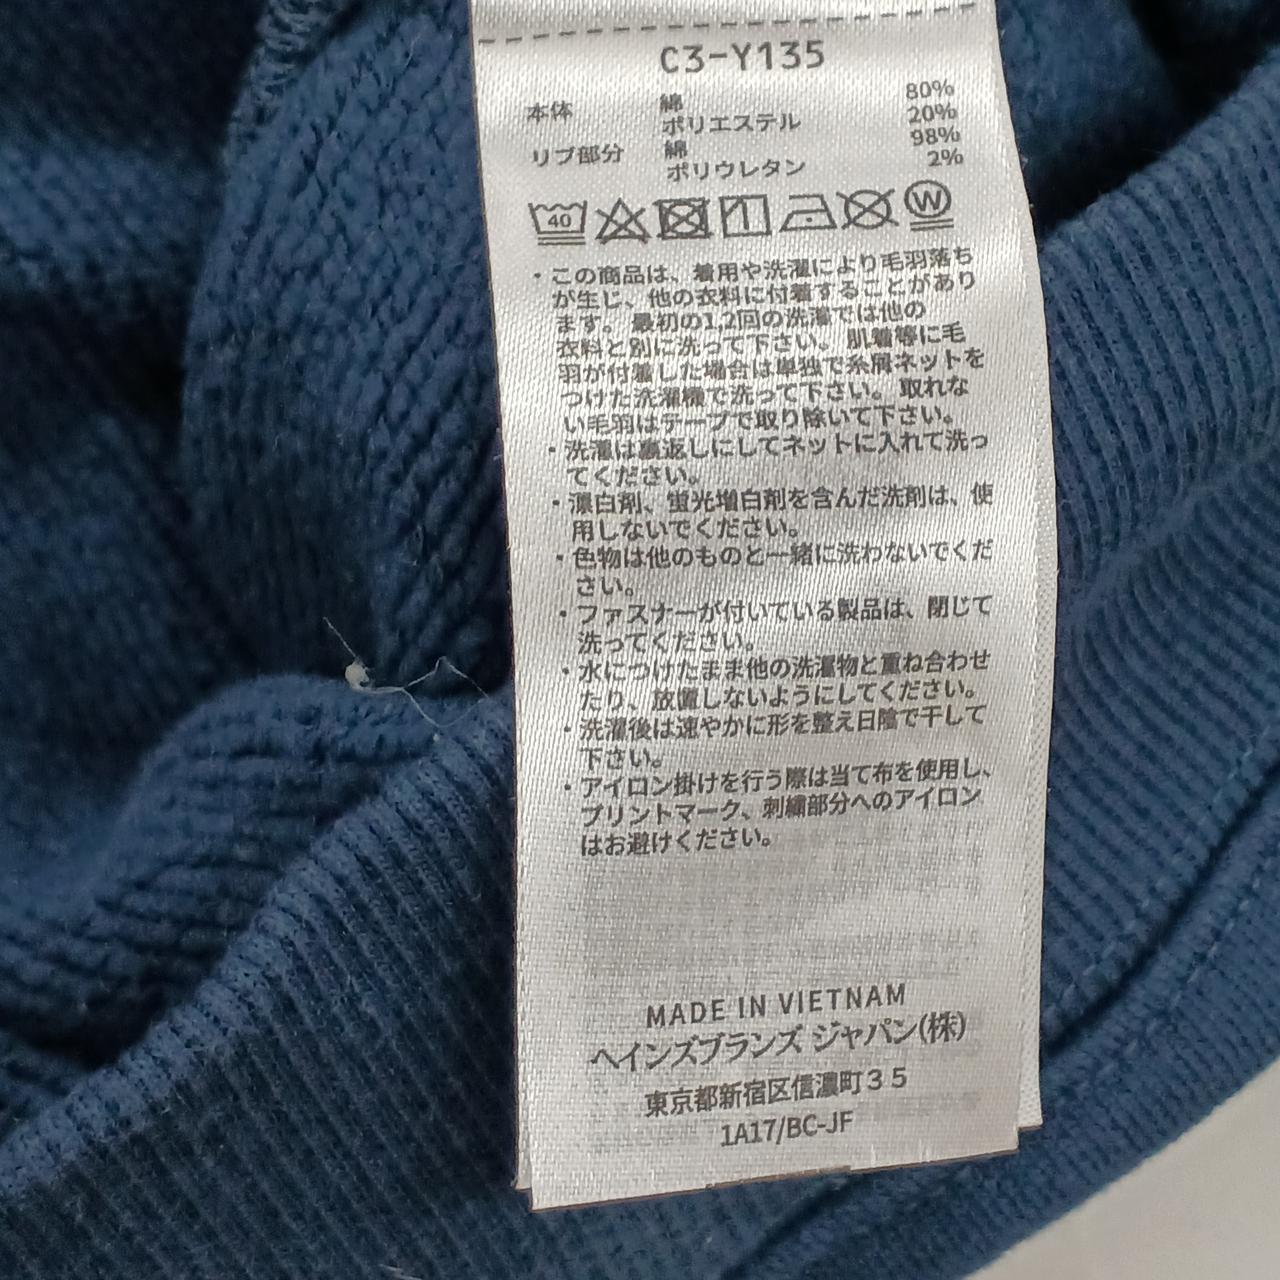 C3-Y135
本体 綿 80%
ポリエステル 20%
リブ部分 綿 98%
ポリウレタン 2%
40
W
・この商品は、着用や洗濯により毛羽落ち
が生じ、他の衣料に付着することがあり
ます。最初の1,2回の洗濯では他の
衣料と別に洗って下さい。肌着等に毛
羽が付着した場合は単独で糸屑ネットを
つけた洗濯機で洗って下さい。取れな
い毛羽はテープで取り除いて下さい。
・洗濯は裏返しにしてネットに入れて洗っ
てください。
・漂白剤、蛍光増白剤を含んだ洗剤は、使
用しないでください。
・色物は他のものと一緒に洗わないでくだ
さい。
・ファスナーが付いている製品は、閉じて
洗ってください。
・水につけたまま他の洗濯物と重ね合わせ
たり、放置しないようにしてください。
・洗濯後は速やかに形を整え日陰で干して
下さい。
・アイロン掛けを行う際は当て布を使用し、
プリントマーク、刺繍部分へのアイロン
はお避けください。
MADE IN VIETNAM
ヘインズブランズ ジャパン(株)
東京都新宿区信濃町３５
1A17/BC-JF